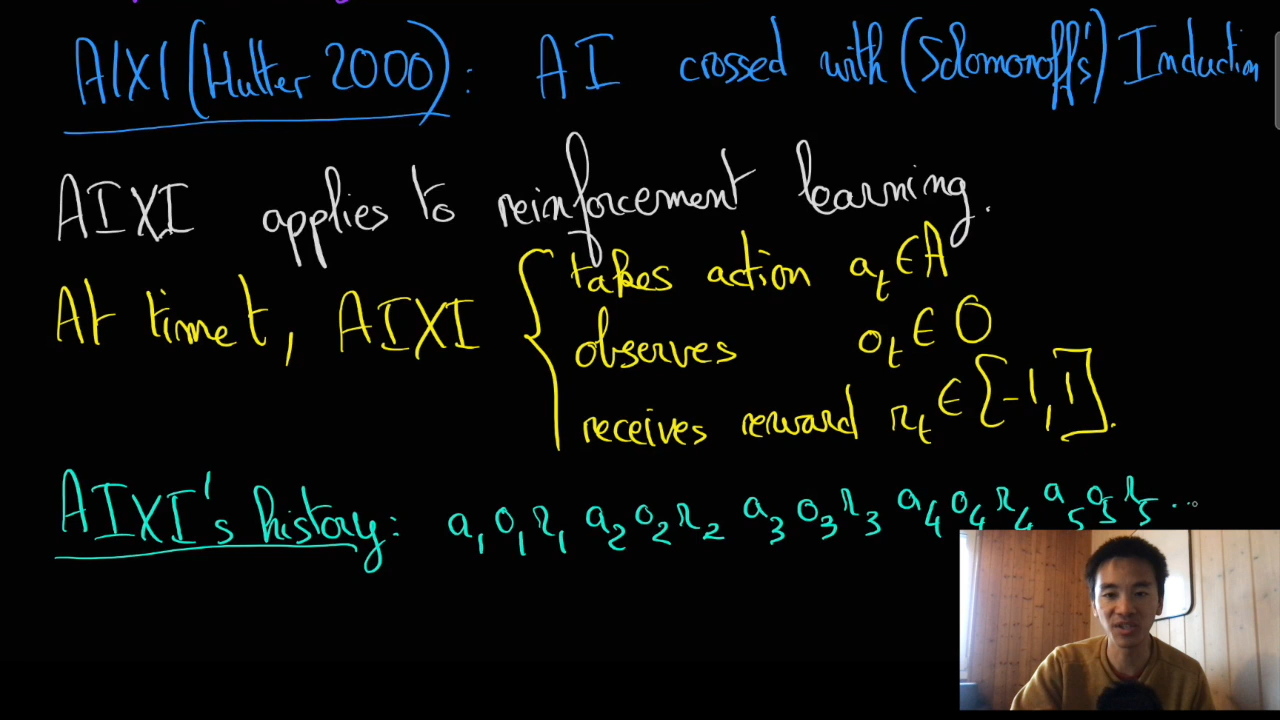 AIXI (Hutter 2000): AI crossed with (Solomonoff's) Induction
AIXI applies to reinforcement learning.
At time t, AIXI { takes action a_t ∈ A
observes o_t ∈ O
receives reward r_t ∈ [-1, 1].
AIXI's history: a_1 o_1 r_1 a_2 o_2 r_2 a_3 o_3 r_3 a_4 o_4 r_4 a_5 o_5 r_5 ...